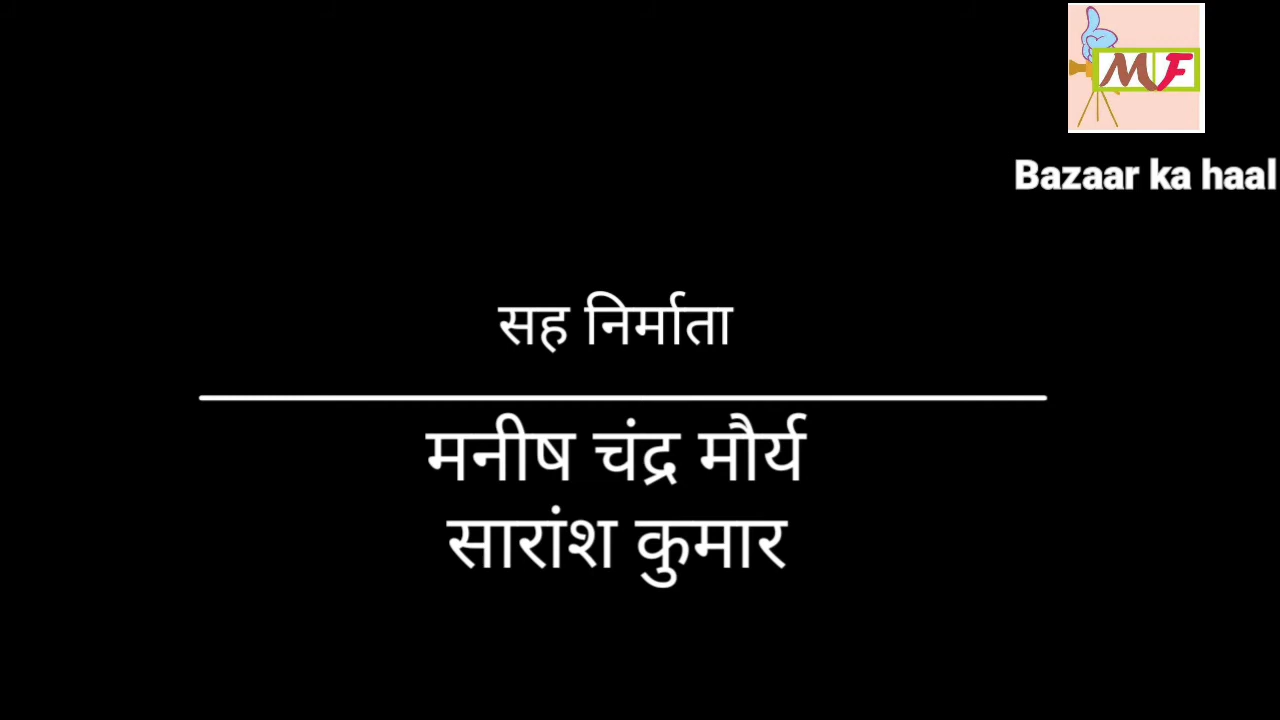 MF
Bazaar ka haal
सह निर्माता
मनीष चंद्र मौर्य
सारांश कुमार